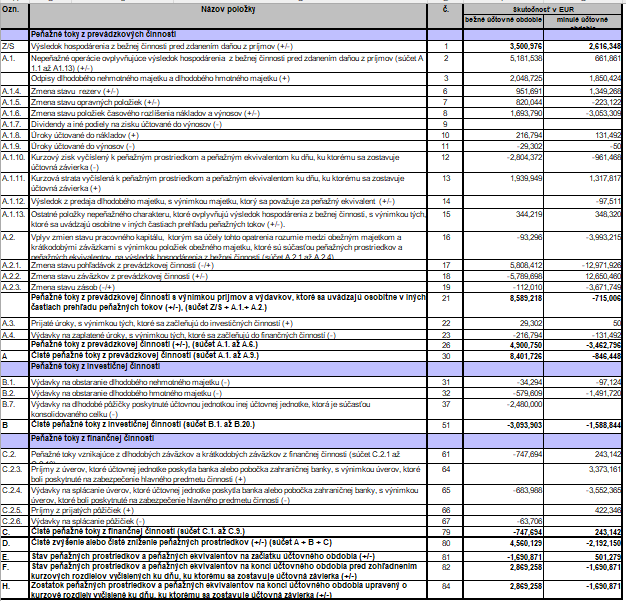 Ozn. Názov položky č. Skutočnosť v EUR
bežné účtovné obdobie minulé účtovné
obdobie
Peňažné toky z prevádzkových činností
Z/S Výsledok hospodárenia z bežnej činnosti pred zdanením daňou z príjmov (+/-) 1 3,500,976 2,616,348
A.1. Nepeňažné operácie ovplyvňujúce výsledok hospodárenia z bežnej činnosti pred zdanením daňou z príjmov (súčet A 2 5,181,538 661,861
1.1 až A1.13) (+/-)
Odpisy dlhodobého nehmotného majetku a dlhodobého hmotného majetku (+) 3 2,048,725 1,850,424
A.1.4. Zmena stavu rezerv (+/-) 6 951,691 1,349,268
A.1.5. Zmena stavu opravných položiek (+/-) 7 820,044 -223,122
A.1.6. Zmena stavu položiek časového rozlíšenia nákladov a výnosov (+/-) 8 1,693,790 -3,053,309
A.1.7. Dividendy a iné podiely na zisku účtované do výnosov (-) 9
A.1.8. Úroky účtované do nákladov (+) 10 216,794 131,492
A.1.9. Úroky účtované do výnosov (-) 11 -29,302 -50
A.1.10. Kurzový zisk vyčíslený k peňažným prostriedkom a peňažným ekvivalentom ku dňu, ku ktorému sa zostavuje 12 -2,804,372 -961,468
účtovná závierka (-)
A.1.11. Kurzová strata vyčíslená k peňažným prostriedkom a peňažným ekvivalentom ku dňu, ku ktorému sa zostavuje 13 1,939,949 1,317,817
účtovná závierka (+)
A.1.12. Výsledok z predaja dlhodobého majetku, s výnimkou majetku, ktorý sa považuje za peňažný ekvivalent (+/-) 14 -97,511
A.1.13. Ostatné položky nepeňažného charakteru, ktoré ovplyvňujú výsledok hospodárenia z bežnej činnosti, s výnimkou tých, 15 344,219 348,320
ktoré sa uvádzajú osobitne v iných častiach prehľadu peňažných tokov (+/-).
A.2. Vplyv zmien stavu pracovného kapitálu, ktorým sa účely tohto opatrenia rozumie medzi obežným majetkom a 16 -93,296 -3,993,215
krátkodobými záväzkami s výnimkou položiek obežného majetku, ktoré sú súčasťou peňažných prostriedkov a
peňažných ekvivalentov, na výsledok hospodárenia z bežnej činnosti (súčet A.2.1 až A.2.4)
A.2.1. Zmena stavu pohľadávok z prevádzkovej činnosti (-/+) 17 5,808,412 -12,971,926
A.2.2. Zmena stavu záväzkov z prevádzkovej činnosti (+/-) 18 -5,789,698 12,650,460
A.2.3. Zmena stavu zásob (-/+) 19 -112,010 -3,671,749
Peňažné toky z prevádzkovej činnosti s výnimkou príjmov a výdavkov, ktoré sa uvádzajú osobitne v iných 21 8,589,218 -715,006
častiach prehľadu peňažných tokov (+/-), (súčet Z/S + A.1.+ A.2.)
A.3. Prijaté úroky, s výnimkou tých, ktoré sa začleňujú do investičných činností (+) 22 29,302 50
A.4. Výdavky na zaplatené úroky, s výnimkou tých, ktoré sa začleňujú do finančných činností (-) 23 -216,794 -131,492
Peňažné toky z prevádzkovej činnosti (+/-), (súčet A.1. až A.6.) 26 4,900,750 -3,462,796
A Čisté peňažné toky z prevádzkovej činnosti (súčet A.1. až A.9.) 30 8,401,726 -846,448
Peňažné toky z investičnej činnosti
B.1. Výdavky na obstaranie dlhodobého nehmotného majetku (-) 31 -34,294 -97,124
B.2. Výdavky na obstaranie dlhodobého hmotného majetku (-) 32 -579,609 -1,491,720
B.7. Výdavky na dlhodobé pôžičky poskytnuté účtovnou jednotkou inej účtovnej jednotke, ktorá je súčasťou 37 -2,480,000
konsolidovaného celku (-)
B Čisté peňažné toky z investičnej činnosti (súčet B.1. až B.20.) 51 -3,093,903 -1,588,844
Peňažné toky z finančnej činnosti
C.2. Peňažné toky vznikajúce z dlhodobých záväzkov a krátkodobých záväzkov z finančnej činnosti (súčet C.2.1 až 61 -747,694 243,142
C.2.3. Príjmy z úverov, ktoré účtovnej jednotke poskytla banka alebo pobočka zahraničnej banky, s výnimkou úverov, ktoré 64 3,373,161
boli poskytnuté na zabezpečenie hlavného predmetu činnosti (+)
C.2.4. Výdavky na splácanie úverov, ktoré účtovnej jednotke poskytla banka alebo pobočka zahraničnej banky, s výnimkou 65 -683,988 -3,552,365
úverov, ktoré boli poskytnuté na zabezpečenie hlavného predmetu činnosti (-)
C.2.5. Príjmy z prijatých pôžičiek (+) 66 422,346
C.2.6. Výdavky na splácanie pôžičiek (-) 67 -63,706
C. Čisté peňažné toky z finančnej činnosti (súčet C.1. až C.9.) 79 -747,694 243,142
D. Čisté zvýšenie alebo čisté zníženie peňažných prostriedkov (+/-) (súčet A + B + C) 80 4,560,129 -2,192,150
E. Stav peňažných prostriedkov a peňažných ekvivalentov na začiatku účtovného obdobia (+/-) 81 -1,690,871 501,279
F. Stav peňažných prostriedkov a peňažných ekvivalentov na konci účtovného obdobia pred zohľadnením 82 2,869,258 -1,690,871
kurzových rozdielov vyčíslených ku dňu, ku ktorému sa zostavuje účtovná závierka (+/-)
H. Zostatok peňažných prostriedkov a peňažných ekvivalentov na konci účtovného obdobia upravený o 84 2,869,258 -1,690,871
kurzové rozdiely vyčíslené ku dňu, ku ktorému sa zostavuje účtovná závierka (+/-)